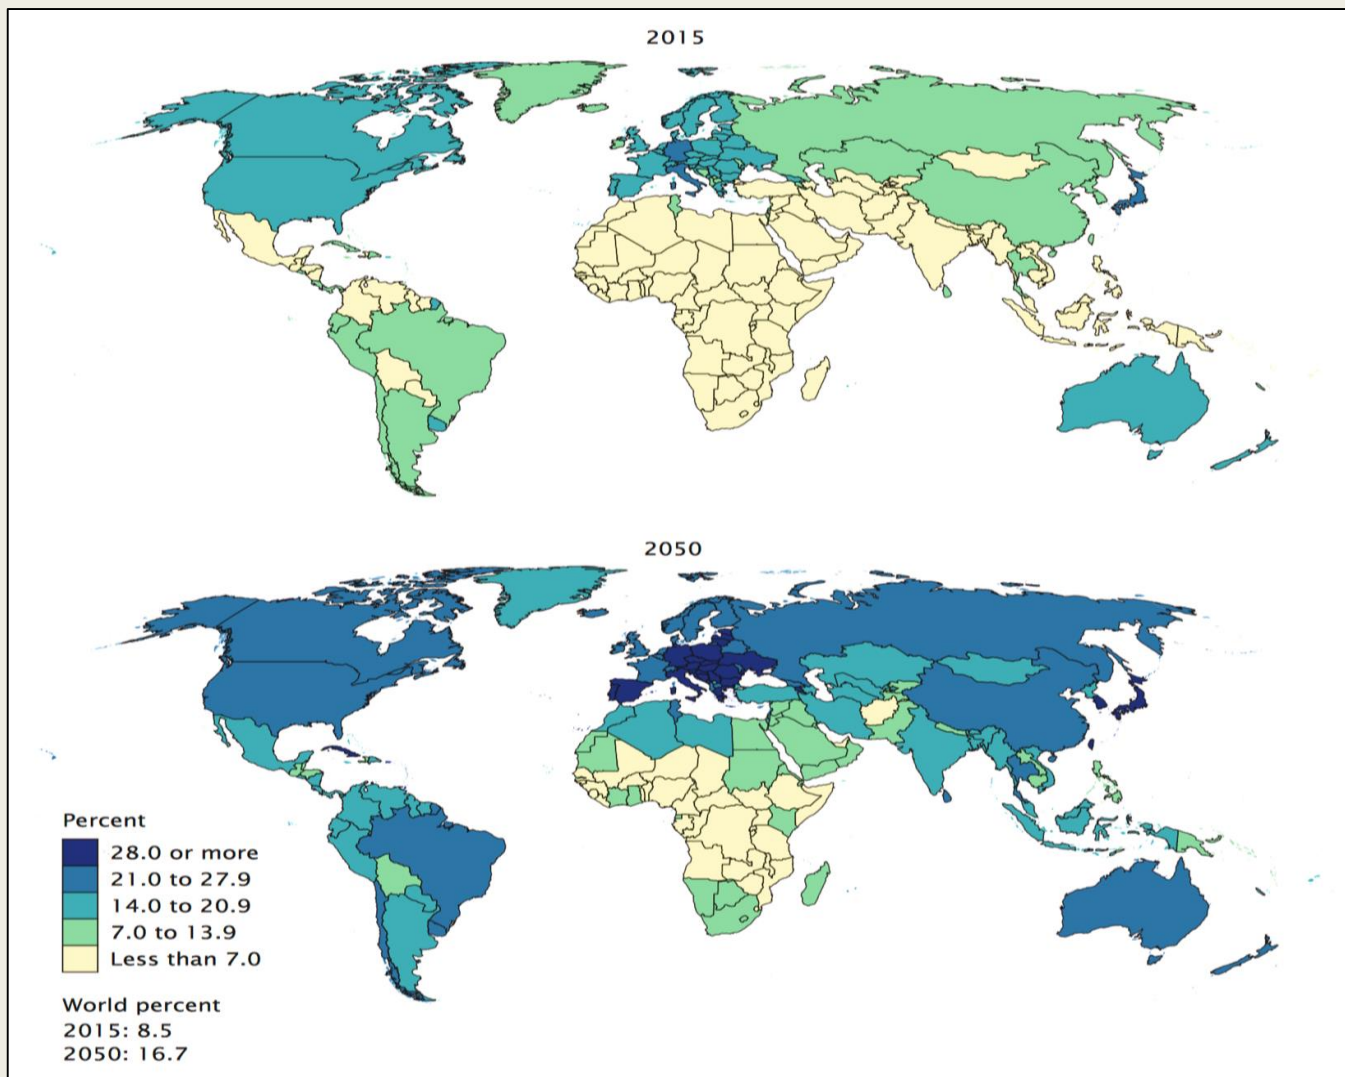 2015
2050
Percent
28.0 or more
21.0 to 27.9
14.0 to 20.9
7.0 to 13.9
Less than 7.0
World percent
2015: 8.5
2050: 16.7